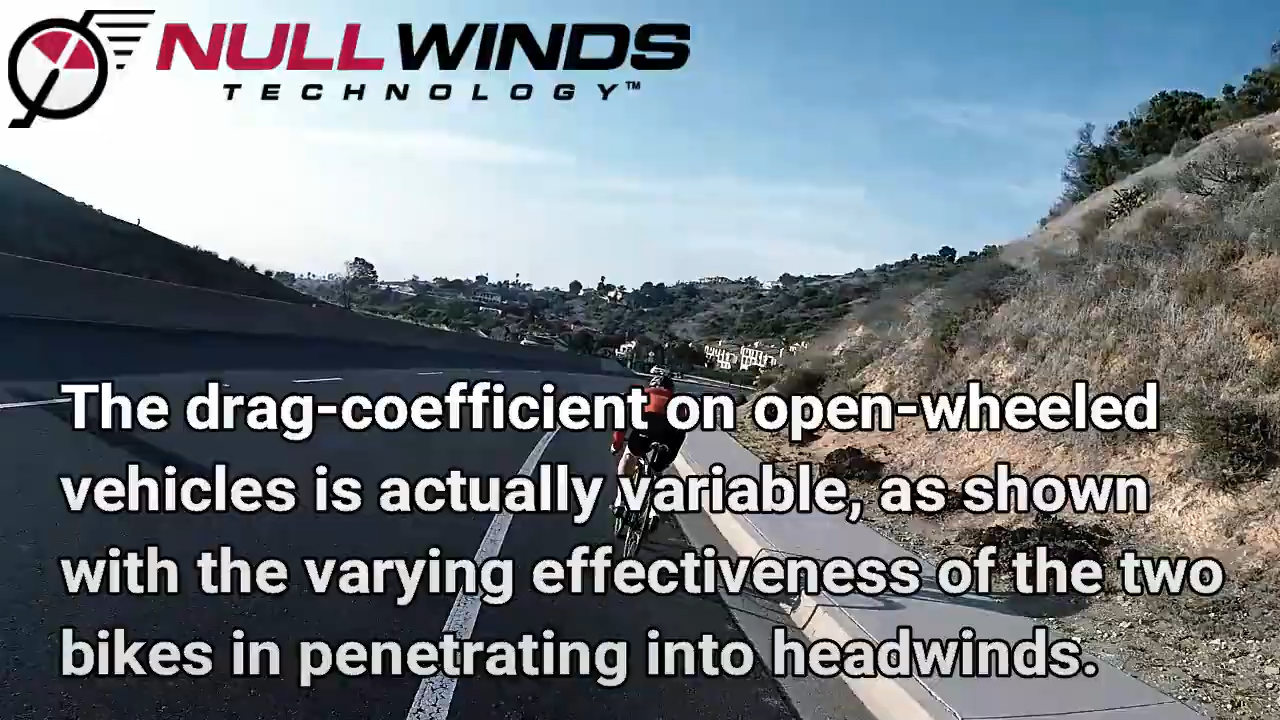 NULLWINDS
TECHNOLOGY™
The drag-coefficient on open-wheeled
vehicles is actually variable, as shown
with the varying effectiveness of the two
bikes in penetrating into headwinds.